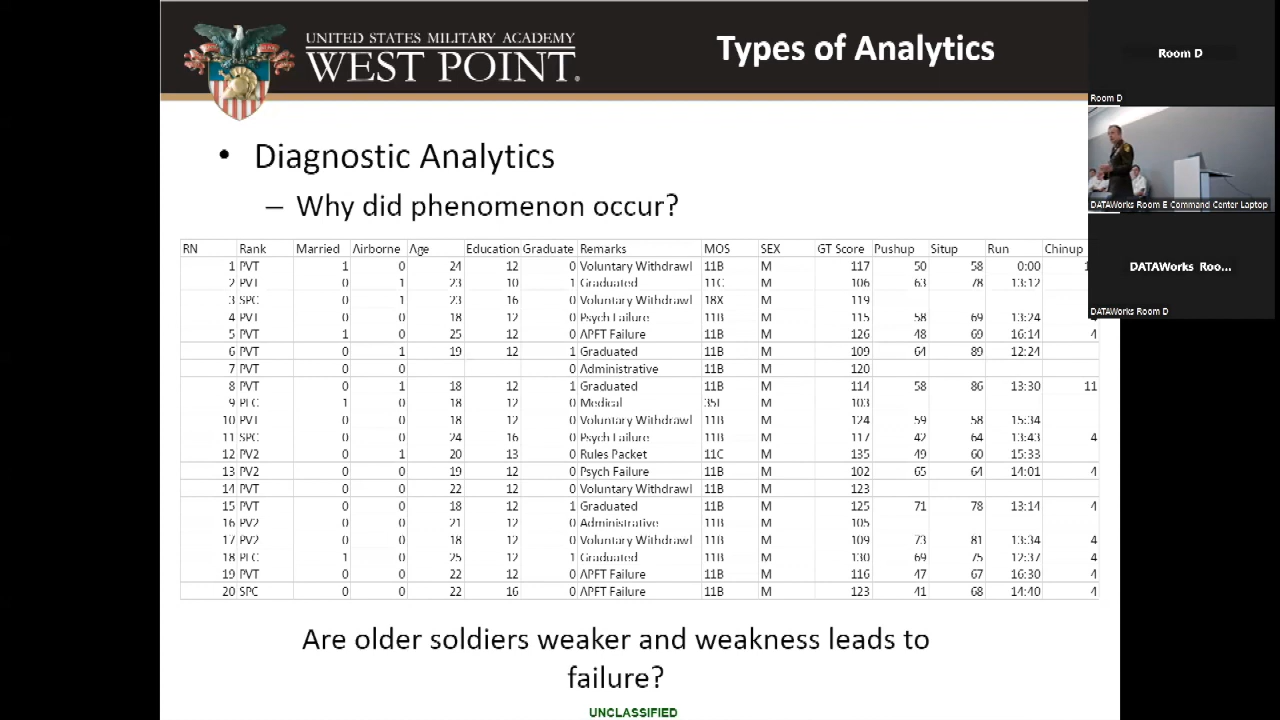 UNITED STATES MILITARY ACADEMY
WEST POINT.
Types of Analytics
Room D
Room D
DATAWorks Room E Command Center Laptop
DATAWorks Roo...
DATAWorks Room D
• Diagnostic Analytics
– Why did phenomenon occur?
RN Rank Married Airborne Age Education Graduate Remarks MOS SEX GT Score Pushup Situp Run Chinup
1 PVT 1 0 24 12 0 Voluntary Withdrawl 11B M 117 50 58 0:00
2 PVT 0 1 23 10 1 Graduated 11C M 106 63 78 13:12
3 SPC 0 1 23 16 0 Voluntary Withdrawl 18X M 119
4 PVT 0 0 18 12 0 Psych Failure 11B M 115 58 69 13:24
5 PVT 1 0 25 12 0 APFT Failure 11B M 126 48 69 16:14 4
6 PVT 0 1 19 12 1 Graduated 11B M 109 64 89 12:24
7 PVT 0 0 0 Administrative 11B M 120
8 PVT 0 1 18 12 1 Graduated 11B M 114 58 86 13:30 11
9 1 0 18 12 0 Medical M 103
10 PVT 0 0 18 12 0 Voluntary Withdrawl 11B M 124 59 58 15:34
11 SPC 0 0 24 16 0 Psych Failure 11B M 117 42 64 13:43 4
12 PV2 0 1 20 13 0 Rules Packet 11C M 135 49 60 15:33
13 PV2 0 0 19 12 0 Psych Failure 11B M 102 65 64 14:01 4
14 PVT 0 0 22 12 0 Voluntary Withdrawl 11B M 123
15 PVT 0 0 18 12 1 Graduated 11B M 125 71 78 13:14 4
16 PV2 0 0 21 12 0 Administrative 11B M 105
17 PV2 0 0 18 12 0 Voluntary Withdrawl 11B M 109 73 81 13:34 4
18 1 0 25 12 1 Graduated 11B M 130 69 75 12:37 4
19 PVT 0 0 22 12 0 APFT Failure 11B M 116 47 67 16:30 4
20 SPC 0 0 22 16 0 APFT Failure 11B M 123 41 68 14:40 4
Are older soldiers weaker and weakness leads to
failure?
UNCLASSIFIED